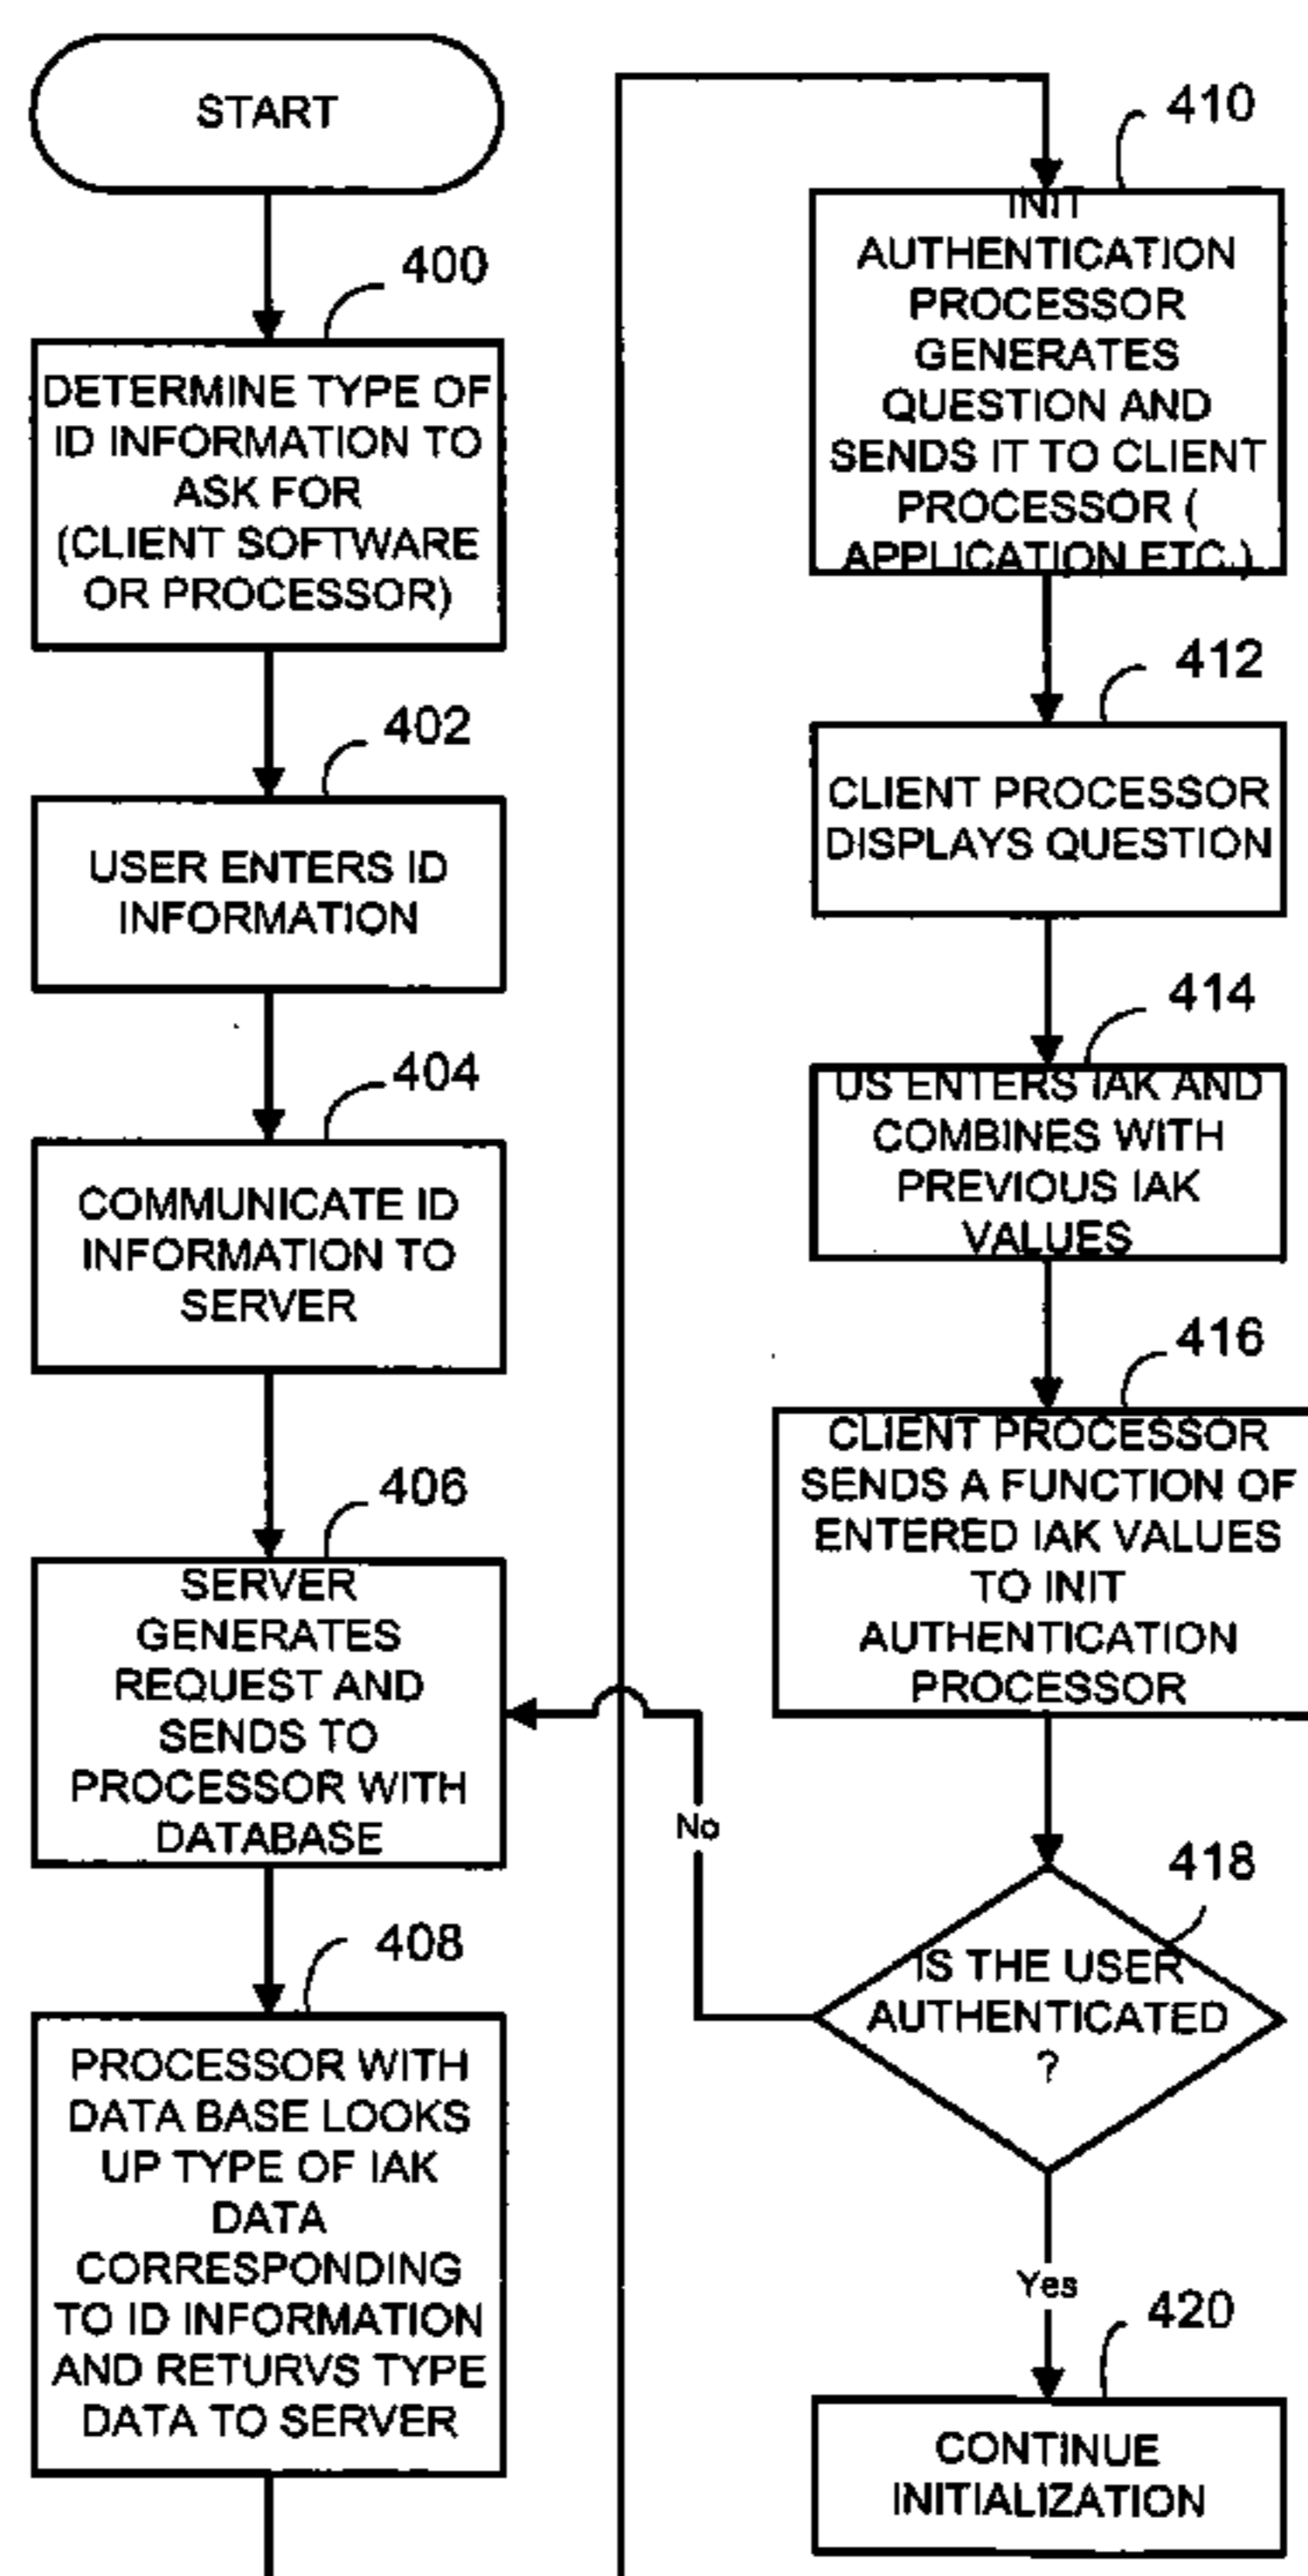 START
400
DETERMINE TYPE OF
ID INFORMATION TO
ASK FOR
(CLIENT SOFTWARE
OR PROCESSOR)
402
USER ENTERS ID
INFORMATION
404
COMMUNICATE ID
INFORMATION TO
SERVER
406
SERVER
GENERATES
REQUEST AND
SENDS TO
PROCESSOR WITH
DATABASE
408
PROCESSOR WITH
DATA BASE LOOKS
UP TYPE OF IAK
DATA
CORRESPONDING
TO ID INFORMATION
AND RETURVS TYPE
DATA TO SERVER
410
INIT
AUTHENTICATION
PROCESSOR
GENERATES
QUESTION AND
SENDS IT TO CLIENT
PROCESSOR (
APPLICATION ETC.)
412
CLIENT PROCESSOR
DISPLAYS QUESTION
414
US ENTERS IAK AND
COMBINES WITH
PREVIOUS IAK
VALUES
416
CLIENT PROCESSOR
SENDS A FUNCTION OF
ENTERED IAK VALUES
TO INIT
AUTHENTICATION
PROCESSOR
No
418
IS THE USER
AUTHENTICATED
?
Yes
420
CONTINUE
INITIALIZATION